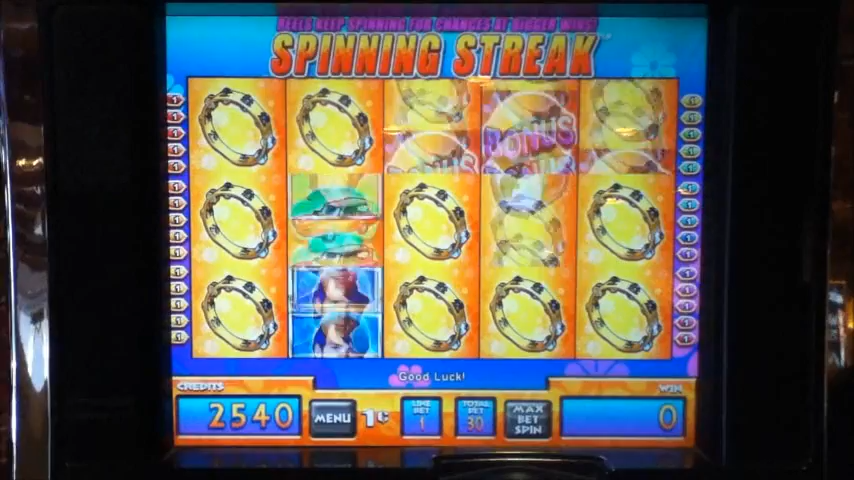 REELS KEEP SPINNING FOR CHANCES AT BIGGER WINS!
SPINNING STREAK
BONUS
BONUS
Good Luck!
CREDITS
2540
MENU
1¢
LINE BET
1
TOTAL BET
30
MAX BET SPIN
WIN
0